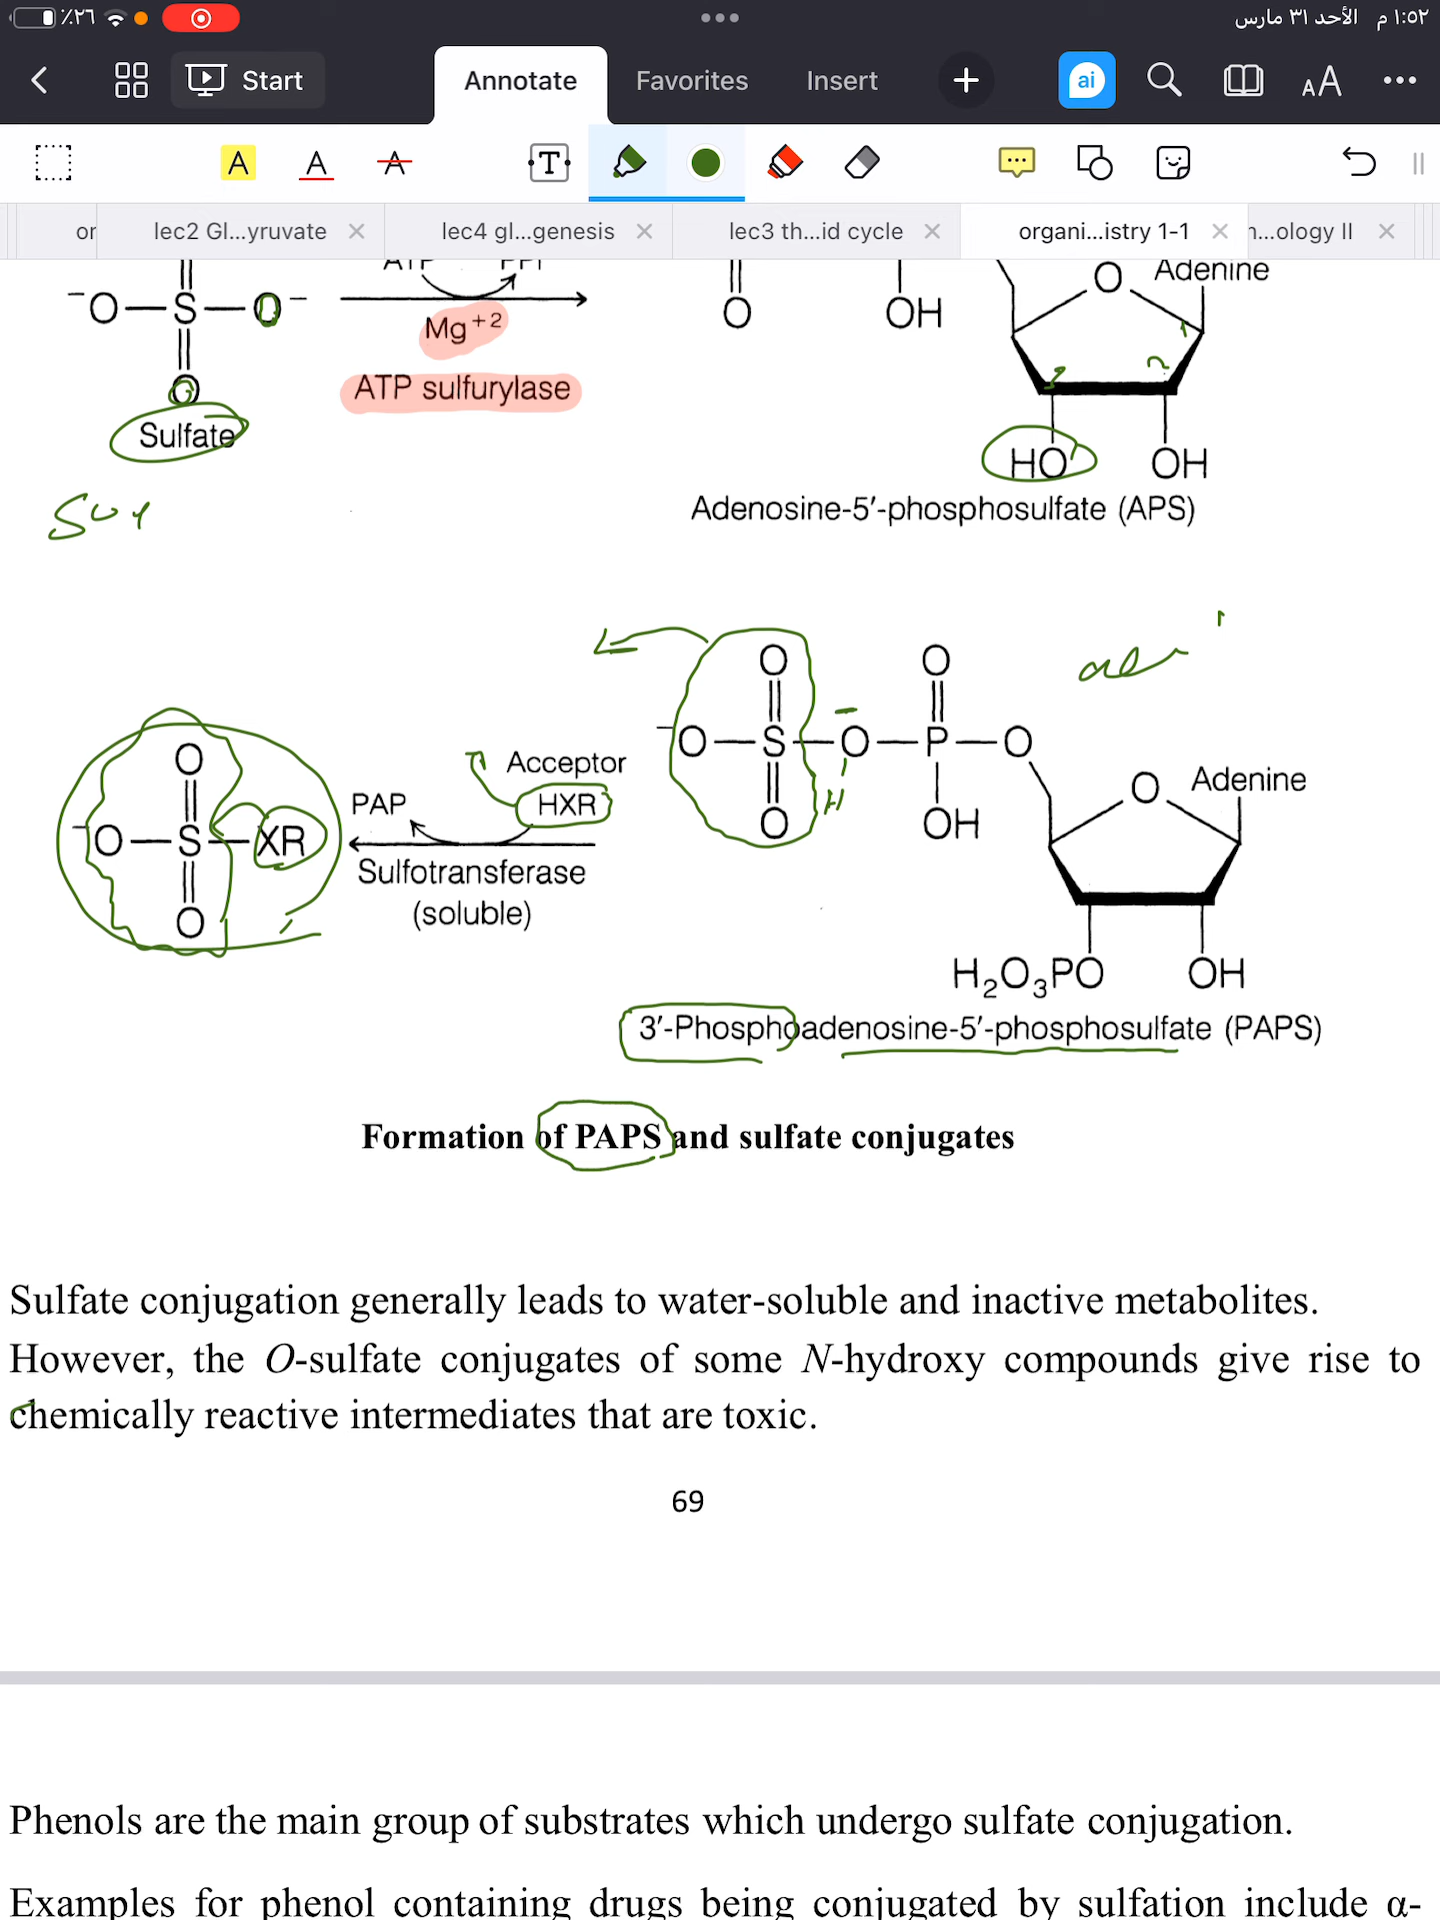 ٪٢٦
١:٥٢ م الأحد ٣١ مارس
Start
Annotate
Favorites
Insert
ai
AA
A
A
A
T
or
lec2 Gl...yruvate
lec4 gl...genesis
lec3 th...id cycle
organi...istry 1-1
...ology II
ATP PPi
⁻O—S—O⁻
O
Mg⁺²
ATP sulfurylase
Sulfate
O
OH
O
Adenine
1
2
3
HO
OH
Adenosine-5′-phosphosulfate (APS)
O
⁻O—S—O—P—O
O
O
OH
H
O
Adenine
H₂O₃PO
OH
3′-Phosphoadenosine-5′-phosphosulfate (PAPS)
Acceptor
HXR
PAP
Sulfotransferase
(soluble)
O
⁻O—S—XR
O
Formation of PAPS and sulfate conjugates
Sulfate conjugation generally leads to water-soluble and inactive metabolites.
However, the O-sulfate conjugates of some N-hydroxy compounds give rise to
chemically reactive intermediates that are toxic.
69
Phenols are the main group of substrates which undergo sulfate conjugation.
Examples for phenol containing drugs being conjugated by sulfation include α-